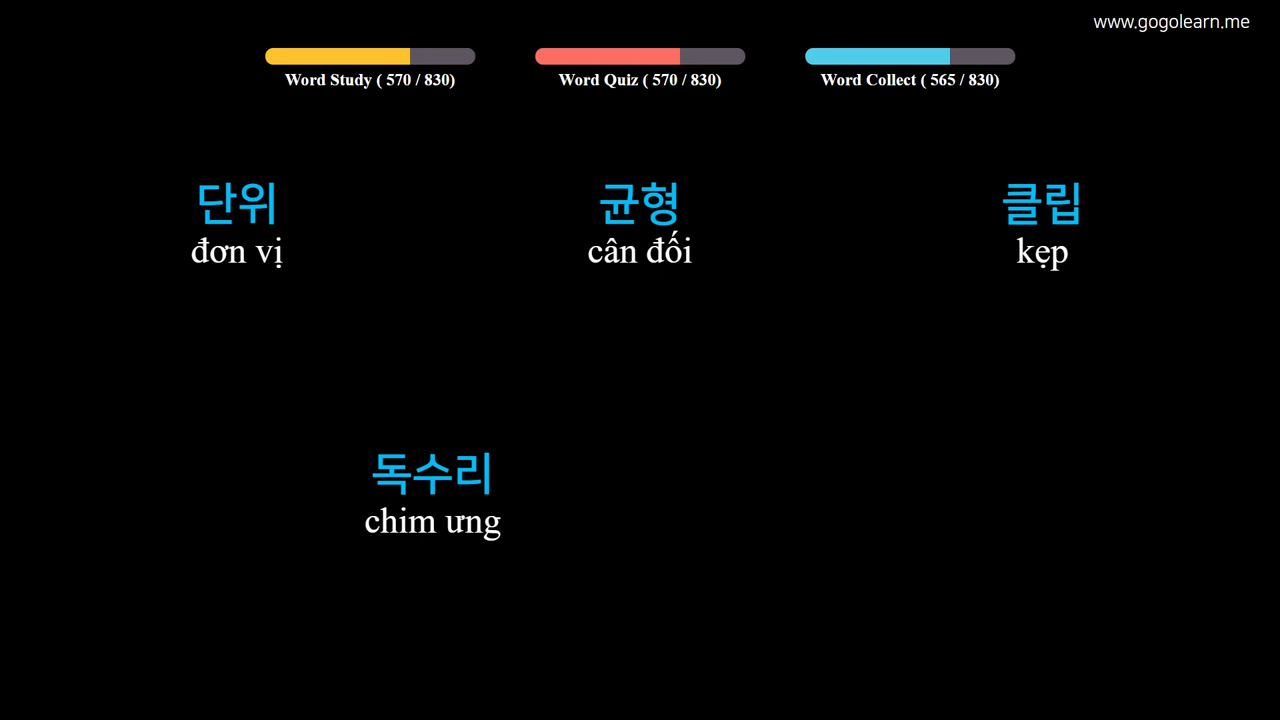 www.gogolearn.me
Word Study ( 570 / 830)
Word Quiz ( 570 / 830)
Word Collect ( 565 / 830)
단위
đơn vị
균형
cân đối
클립
kẹp
독수리
chim ưng